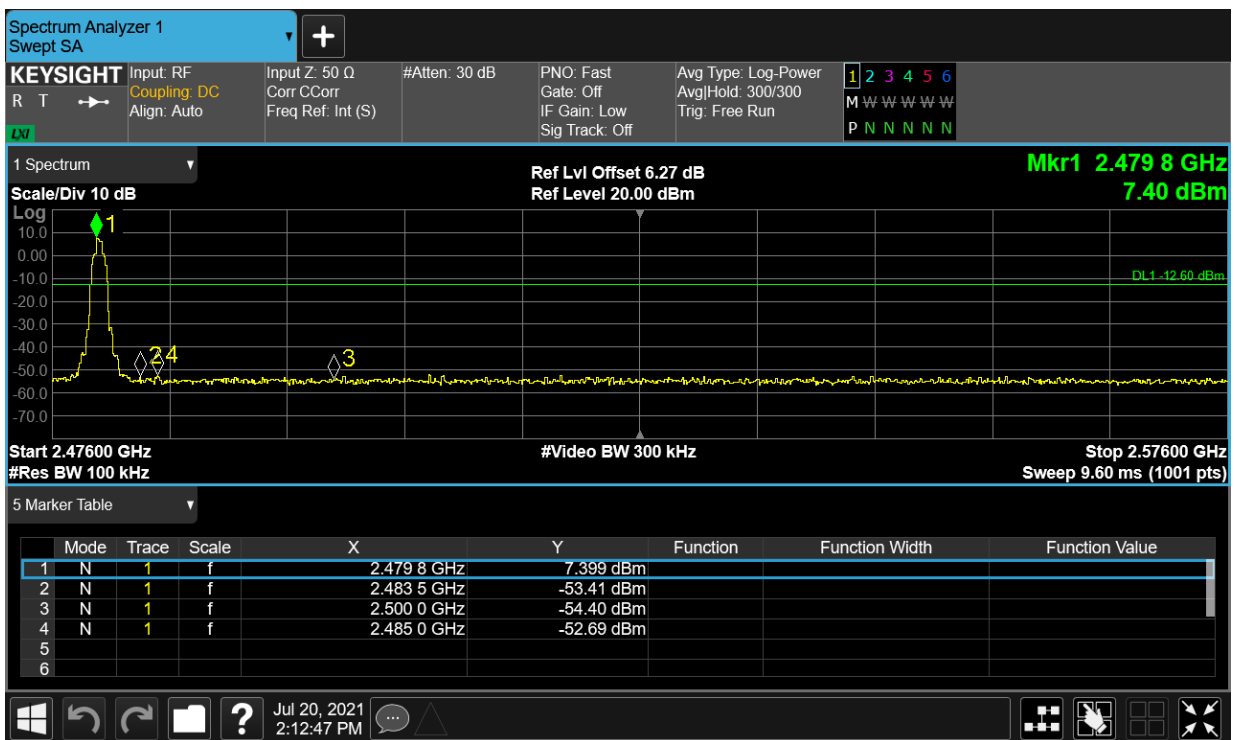 Spectrum Analyzer 1
Swept SA
+
KEYSIGHT Input: RF Input Z: 50 Ω #Atten: 30 dB PNO: Fast Avg Type: Log-Power 1 2 3 4 5 6
R T Coupling: DC Corr CCorr Gate: Off Avg|Hold: 300/300 M W W W W W
Align: Auto Freq Ref: Int (S) IF Gain: Low Trig: Free Run
LXI Sig Track: Off P N N N N N
1 Spectrum Mkr1 2.479 8 GHz
Ref Lvl Offset 6.27 dB
Scale/Div 10 dB Ref Level 20.00 dBm 7.40 dBm
Log
1
10.0
0.00
-10.0 DL1 -12.60 dBm
-20.0
-30.0
-40.0
2 4 3
-50.0
-60.0
-70.0
Start 2.47600 GHz #Video BW 300 kHz Stop 2.57600 GHz
#Res BW 100 kHz Sweep 9.60 ms (1001 pts)
5 Marker Table
Mode Trace Scale X Y Function Function Width Function Value
1 N 1 f 2.479 8 GHz 7.399 dBm
2 N 1 f 2.483 5 GHz -53.41 dBm
3 N 1 f 2.500 0 GHz -54.40 dBm
4 N 1 f 2.485 0 GHz -52.69 dBm
5
6
? Jul 20, 2021
2:12:47 PM